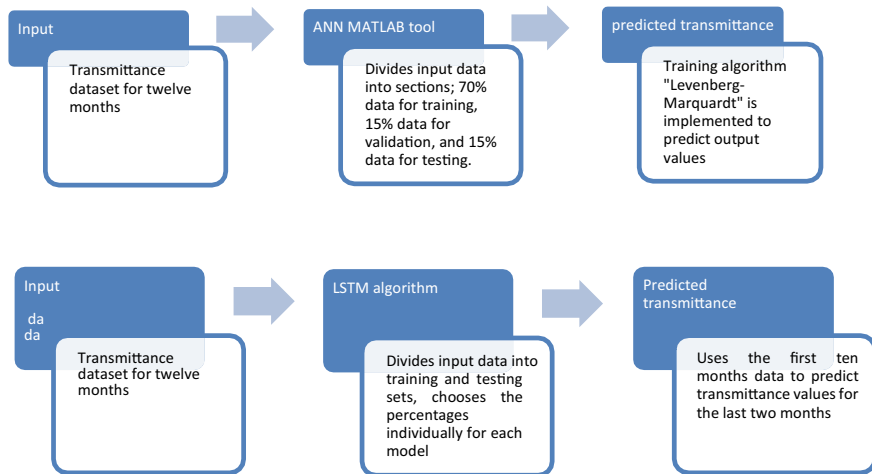 Input
Transmittance
dataset for twelve
months
ANN MATLAB tool
Divides input data
into sections; 70%
data for training,
15% data for
validation, and 15%
data for testing.
predicted transmittance
Training algorithm
"Levenberg-
Marquardt" is
implemented to
predict output
values
Input
da
da
Transmittance
dataset for twelve
months
LSTM algorithm
Divides input data into
training and testing
sets, chooses the
percentages
individually for each
model
Predicted
transmittance
Uses the first ten
months data to predict
transmittance values for
the last two months